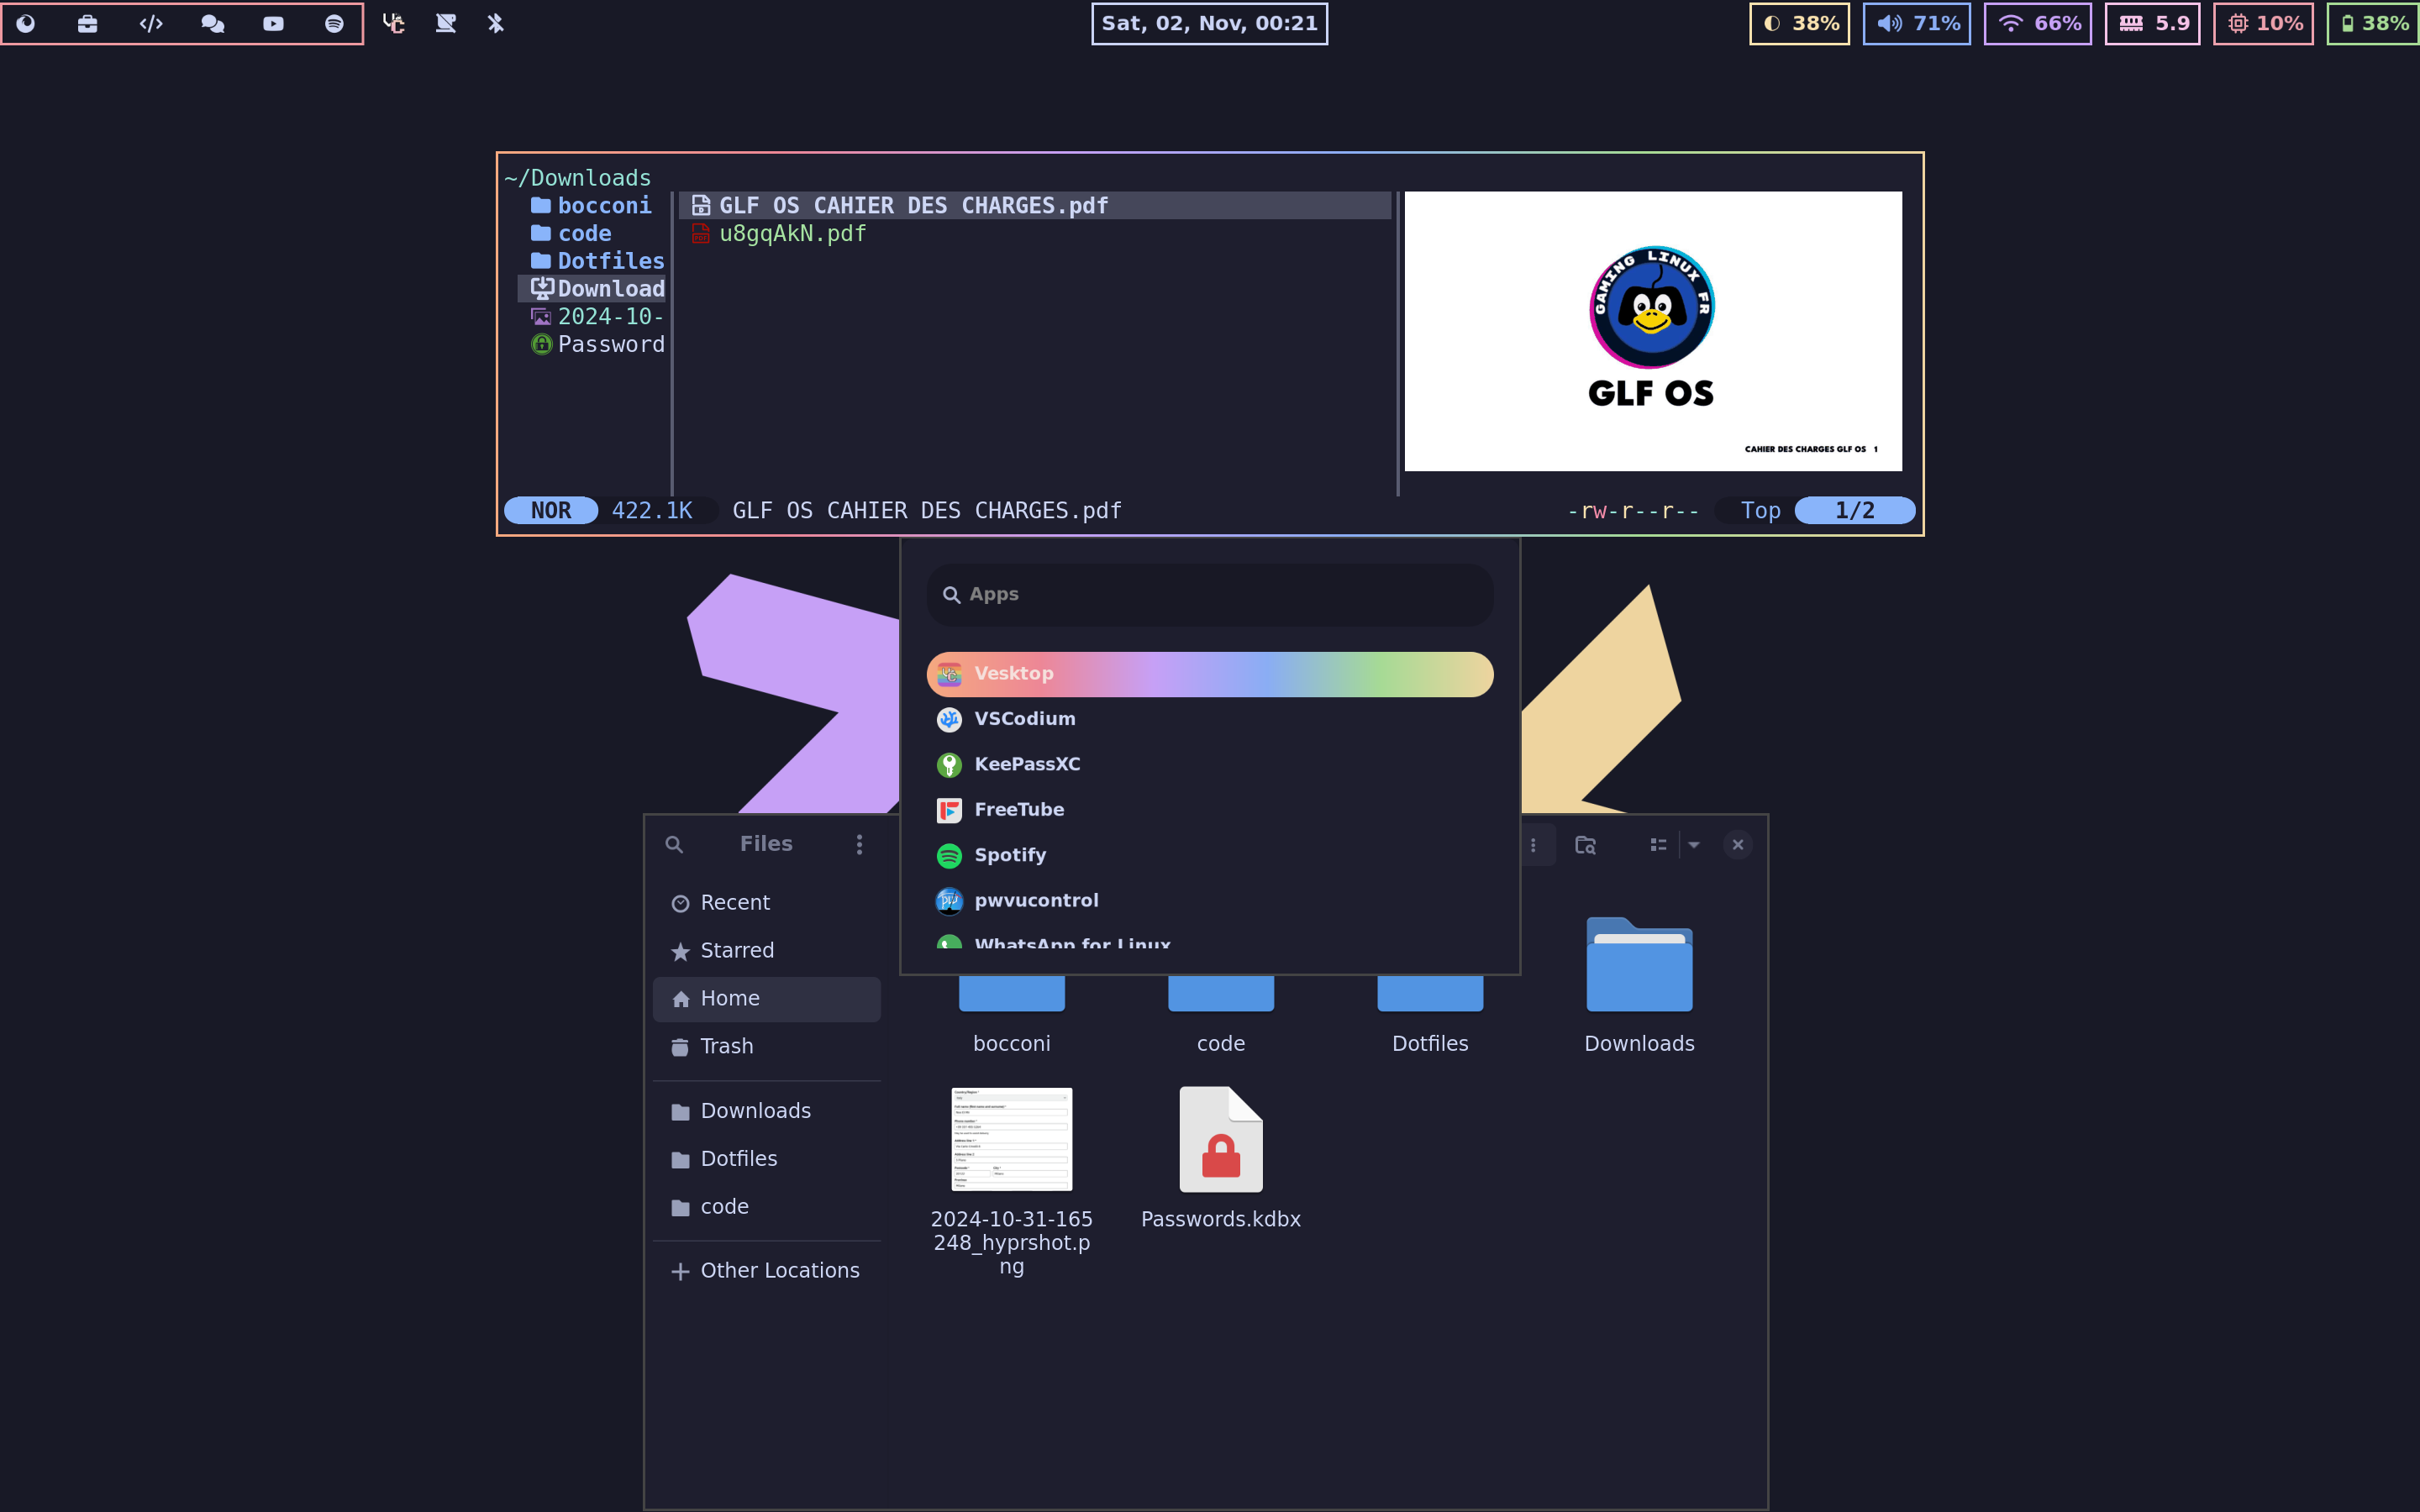 Sat, 02, Nov, 00:21
38%
71%
66%
5.9
10%
38%
~/Downloads
bocconi
code
Dotfiles
Download
2024-10-
Password
GLF OS CAHIER DES CHARGES.pdf
u8gqAkN.pdf
GAMING LINUX FR
GLF OS
CAHIER DES CHARGES GLF OS 1
NOR 422.1K GLF OS CAHIER DES CHARGES.pdf -rw-r--r-- Top 1/2
Apps
Vesktop
VSCodium
KeePassXC
FreeTube
Spotify
pwvucontrol
WhatsApp for Linux
Files
Recent
Starred
Home
Trash
Downloads
Dotfiles
code
Other Locations
bocconi
code
Dotfiles
Downloads
2024-10-31-165
248_hyprshot.p
ng
Passwords.kdbx